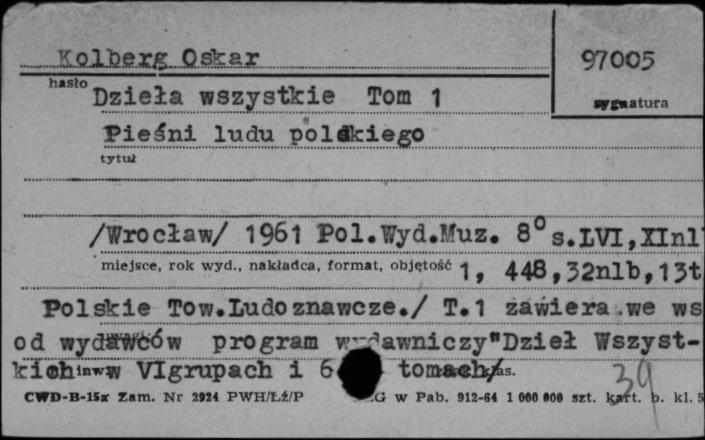 Kolberg Oskar
97005
hasło
sygnatura
Dzieła wszystkie Tom 1
Pieśni ludu polskiego
tytuł
/Wrocław/ 1961 Pol.Wyd.Muz. 8° s.LVI,XInl
miejsce, rok wyd., nakładca, format, objętość 1, 448,32nlb,13t
Polskie Tow.Ludoznawcze./ T.1 zawiera we ws
od wydawców program wydawniczy"Dzieł Wszyst-
kich w VIgrupach i 6 tomach/
inw. klas.
39
CWD-B-15a Zam. Nr 2924 PWH/Łź/P G w Pab. 912-64 1 000 000 szt. kart. b. kl. 5